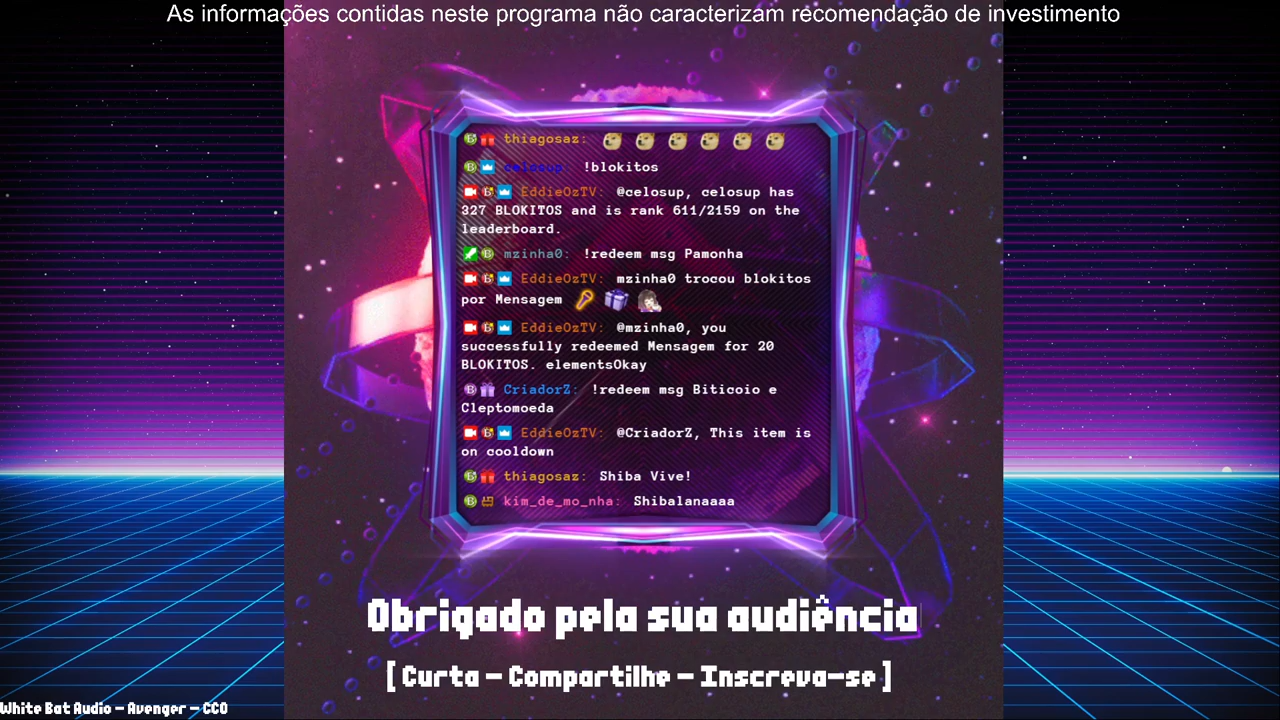 As informações contidas neste programa não caracterizam recomendação de investimento
thiagosaz:
celosup: !blokitos
EddieOzTV: @celosup, celosup has
327 BLOKITOS and is rank 611/2159 on the
leaderboard.
mzinha0: !redeem msg Pamonha
EddieOzTV: mzinha0 trocou blokitos
por Mensagem
EddieOzTV: @mzinha0, you
successfully redeemed Mensagem for 20
BLOKITOS. elementsOkay
CriadorZ: !redeem msg Biticoio e
Cleptomoeda
EddieOzTV: @CriadorZ, This item is
on cooldown
thiagosaz: Shiba Vive!
kim_de_mo_nha: Shibalanaaaa
Obrigado pela sua audiência
[ Curta - Compartilhe - Inscreva-se ]
White Bat Audio - Avenger - CC0